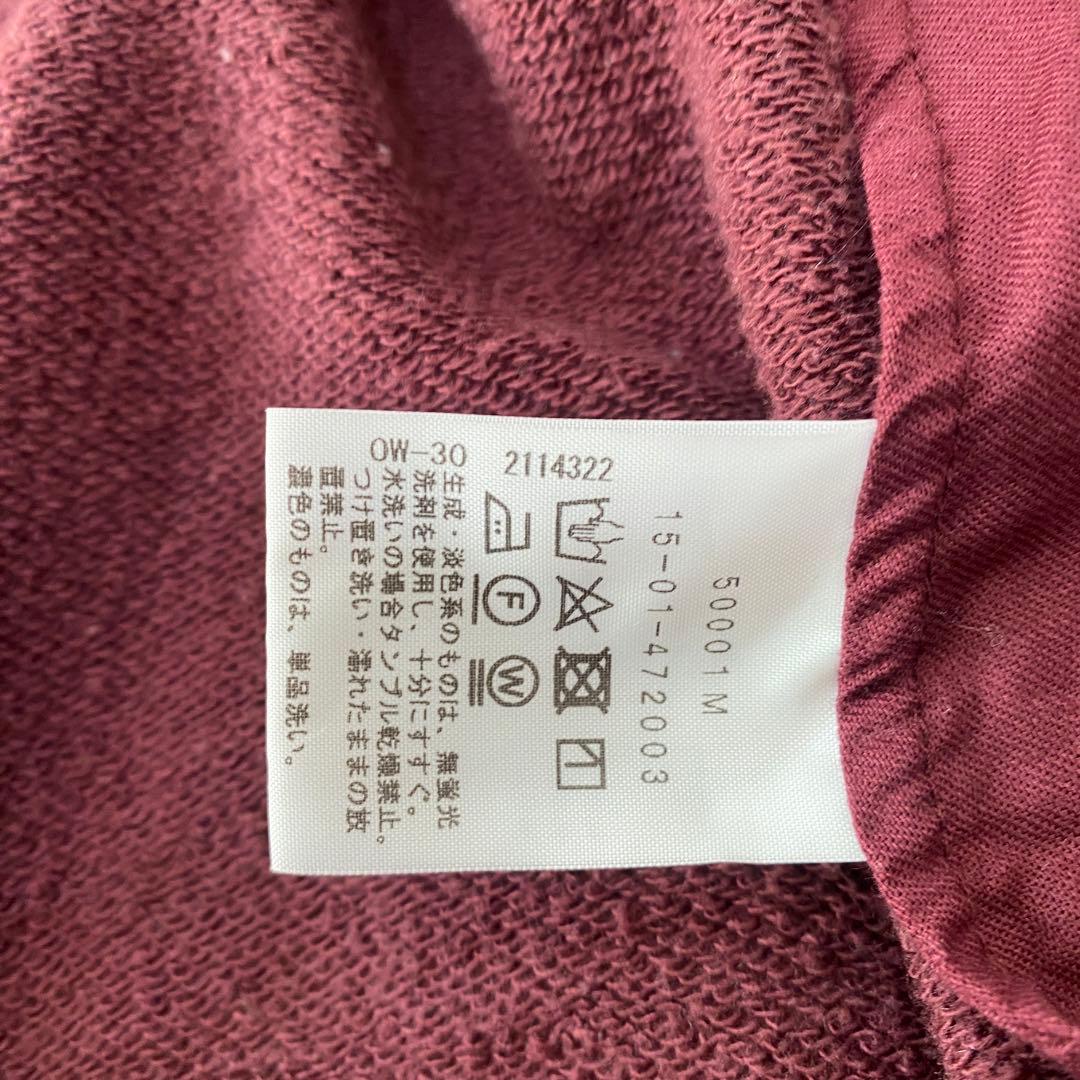 50001M
15-01-472003
2114322
OW-30
生成・淡色系のものは、無蛍光
洗剤を使用し、十分にすすぐ。
水洗いの場合タンブル乾燥禁止。
つけ置き洗い・濡れたままの放
置禁止。
濃色のものは、単品洗い。
F
W